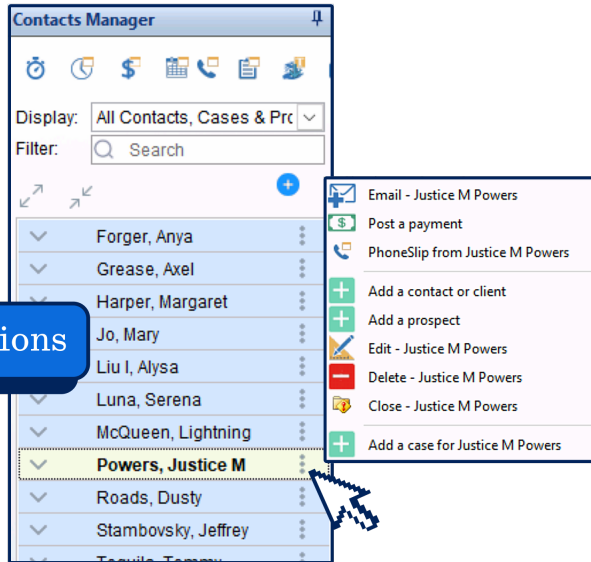 Contacts Manager
Display: All Contacts, Cases & Prc
Filter: Search
Forger, Anya
Grease, Axel
Harper, Margaret
Jo, Mary
Liu I, Alysa
Luna, Serena
McQueen, Lightning
Powers, Justice M
Roads, Dusty
Stambovsky, Jeffrey
Tequila, Tommy
ions
Email - Justice M Powers
Post a payment
PhoneSlip from Justice M Powers
Add a contact or client
Add a prospect
Edit - Justice M Powers
Delete - Justice M Powers
Close - Justice M Powers
Add a case for Justice M Powers